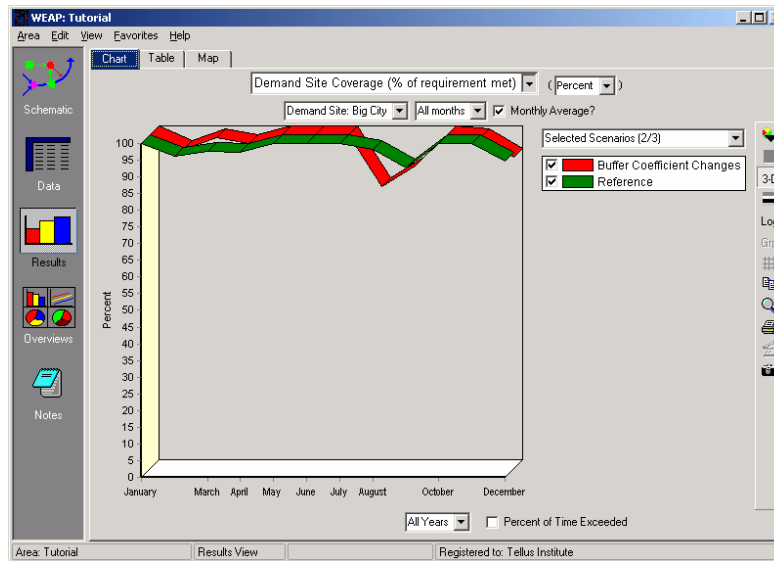 WEAP: Tutorial
Area Edit View Favorites Help
Schematic
Data
Results
Overviews
Notes
Chart Table Map
Demand Site Coverage (% of requirement met) ( Percent )
Demand Site: Big City All months Monthly Average?
Selected Scenarios (2/3)
Buffer Coefficient Changes
Reference
3-D
Log
Percent
100
95
90
85
80
75
70
65
60
55
50
45
40
35
30
25
20
15
10
5
0
January March April May June July August October December
All Years Percent of Time Exceeded
Area: Tutorial Results View Registered to: Tellus Institute